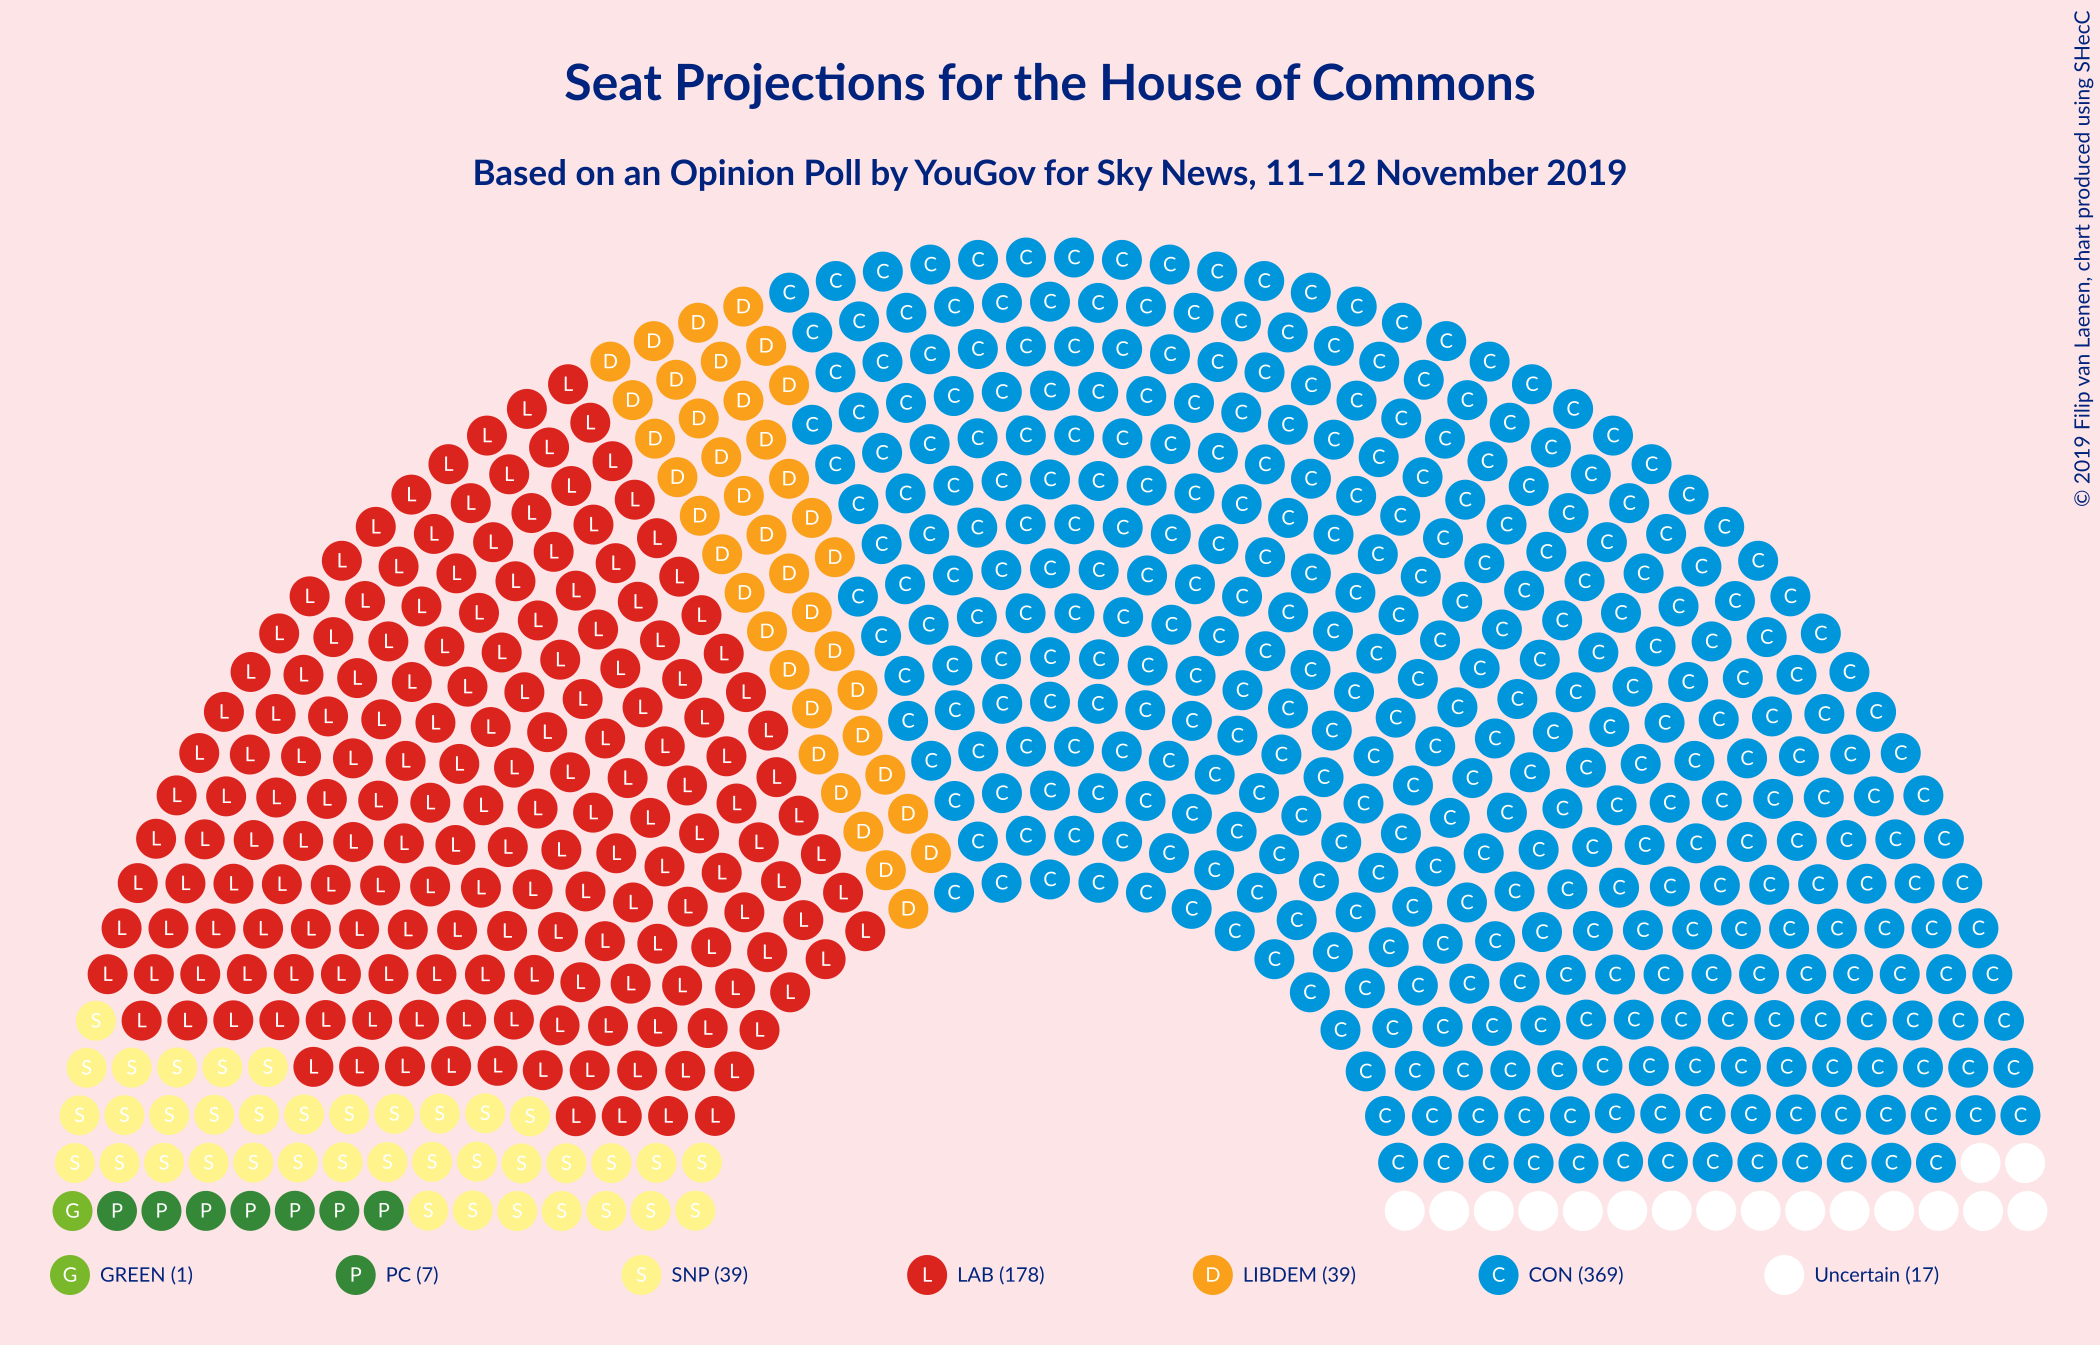 Seat Projections for the House of Commons
Based on an Opinion Poll by YouGov for Sky News, 11–12 November 2019
© 2019 Filip van Laenen, chart produced using SHecC
G GREEN (1)
P PC (7)
S SNP (39)
L LAB (178)
D LIBDEM (39)
C CON (369)
Uncertain (17)